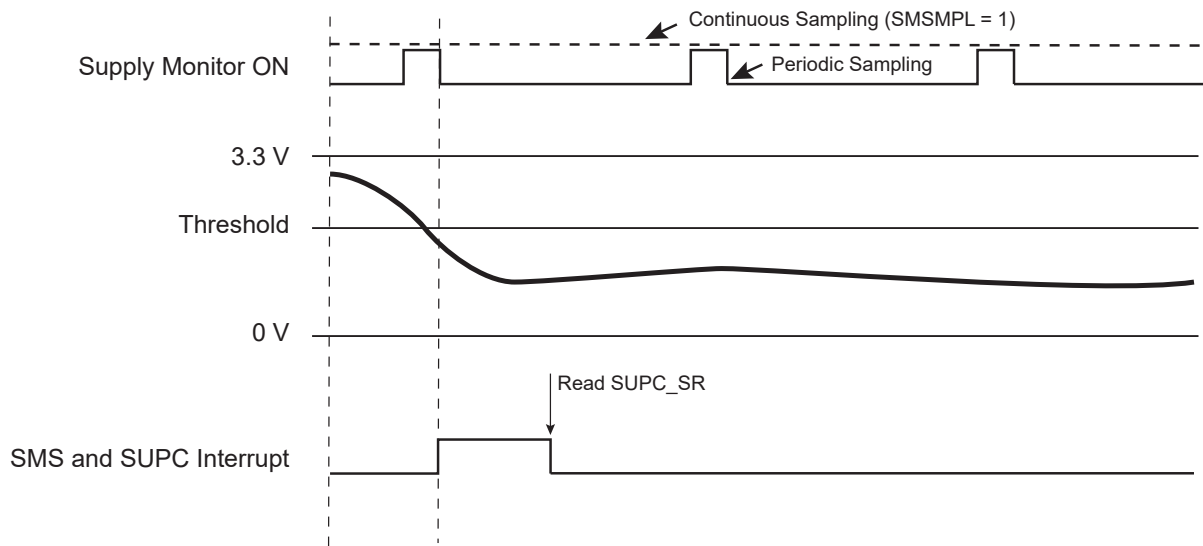 Continuous Sampling (SMSMPL = 1)
Supply Monitor ON
Periodic Sampling
3.3 V
Threshold
0 V
Read SUPC_SR
SMS and SUPC Interrupt